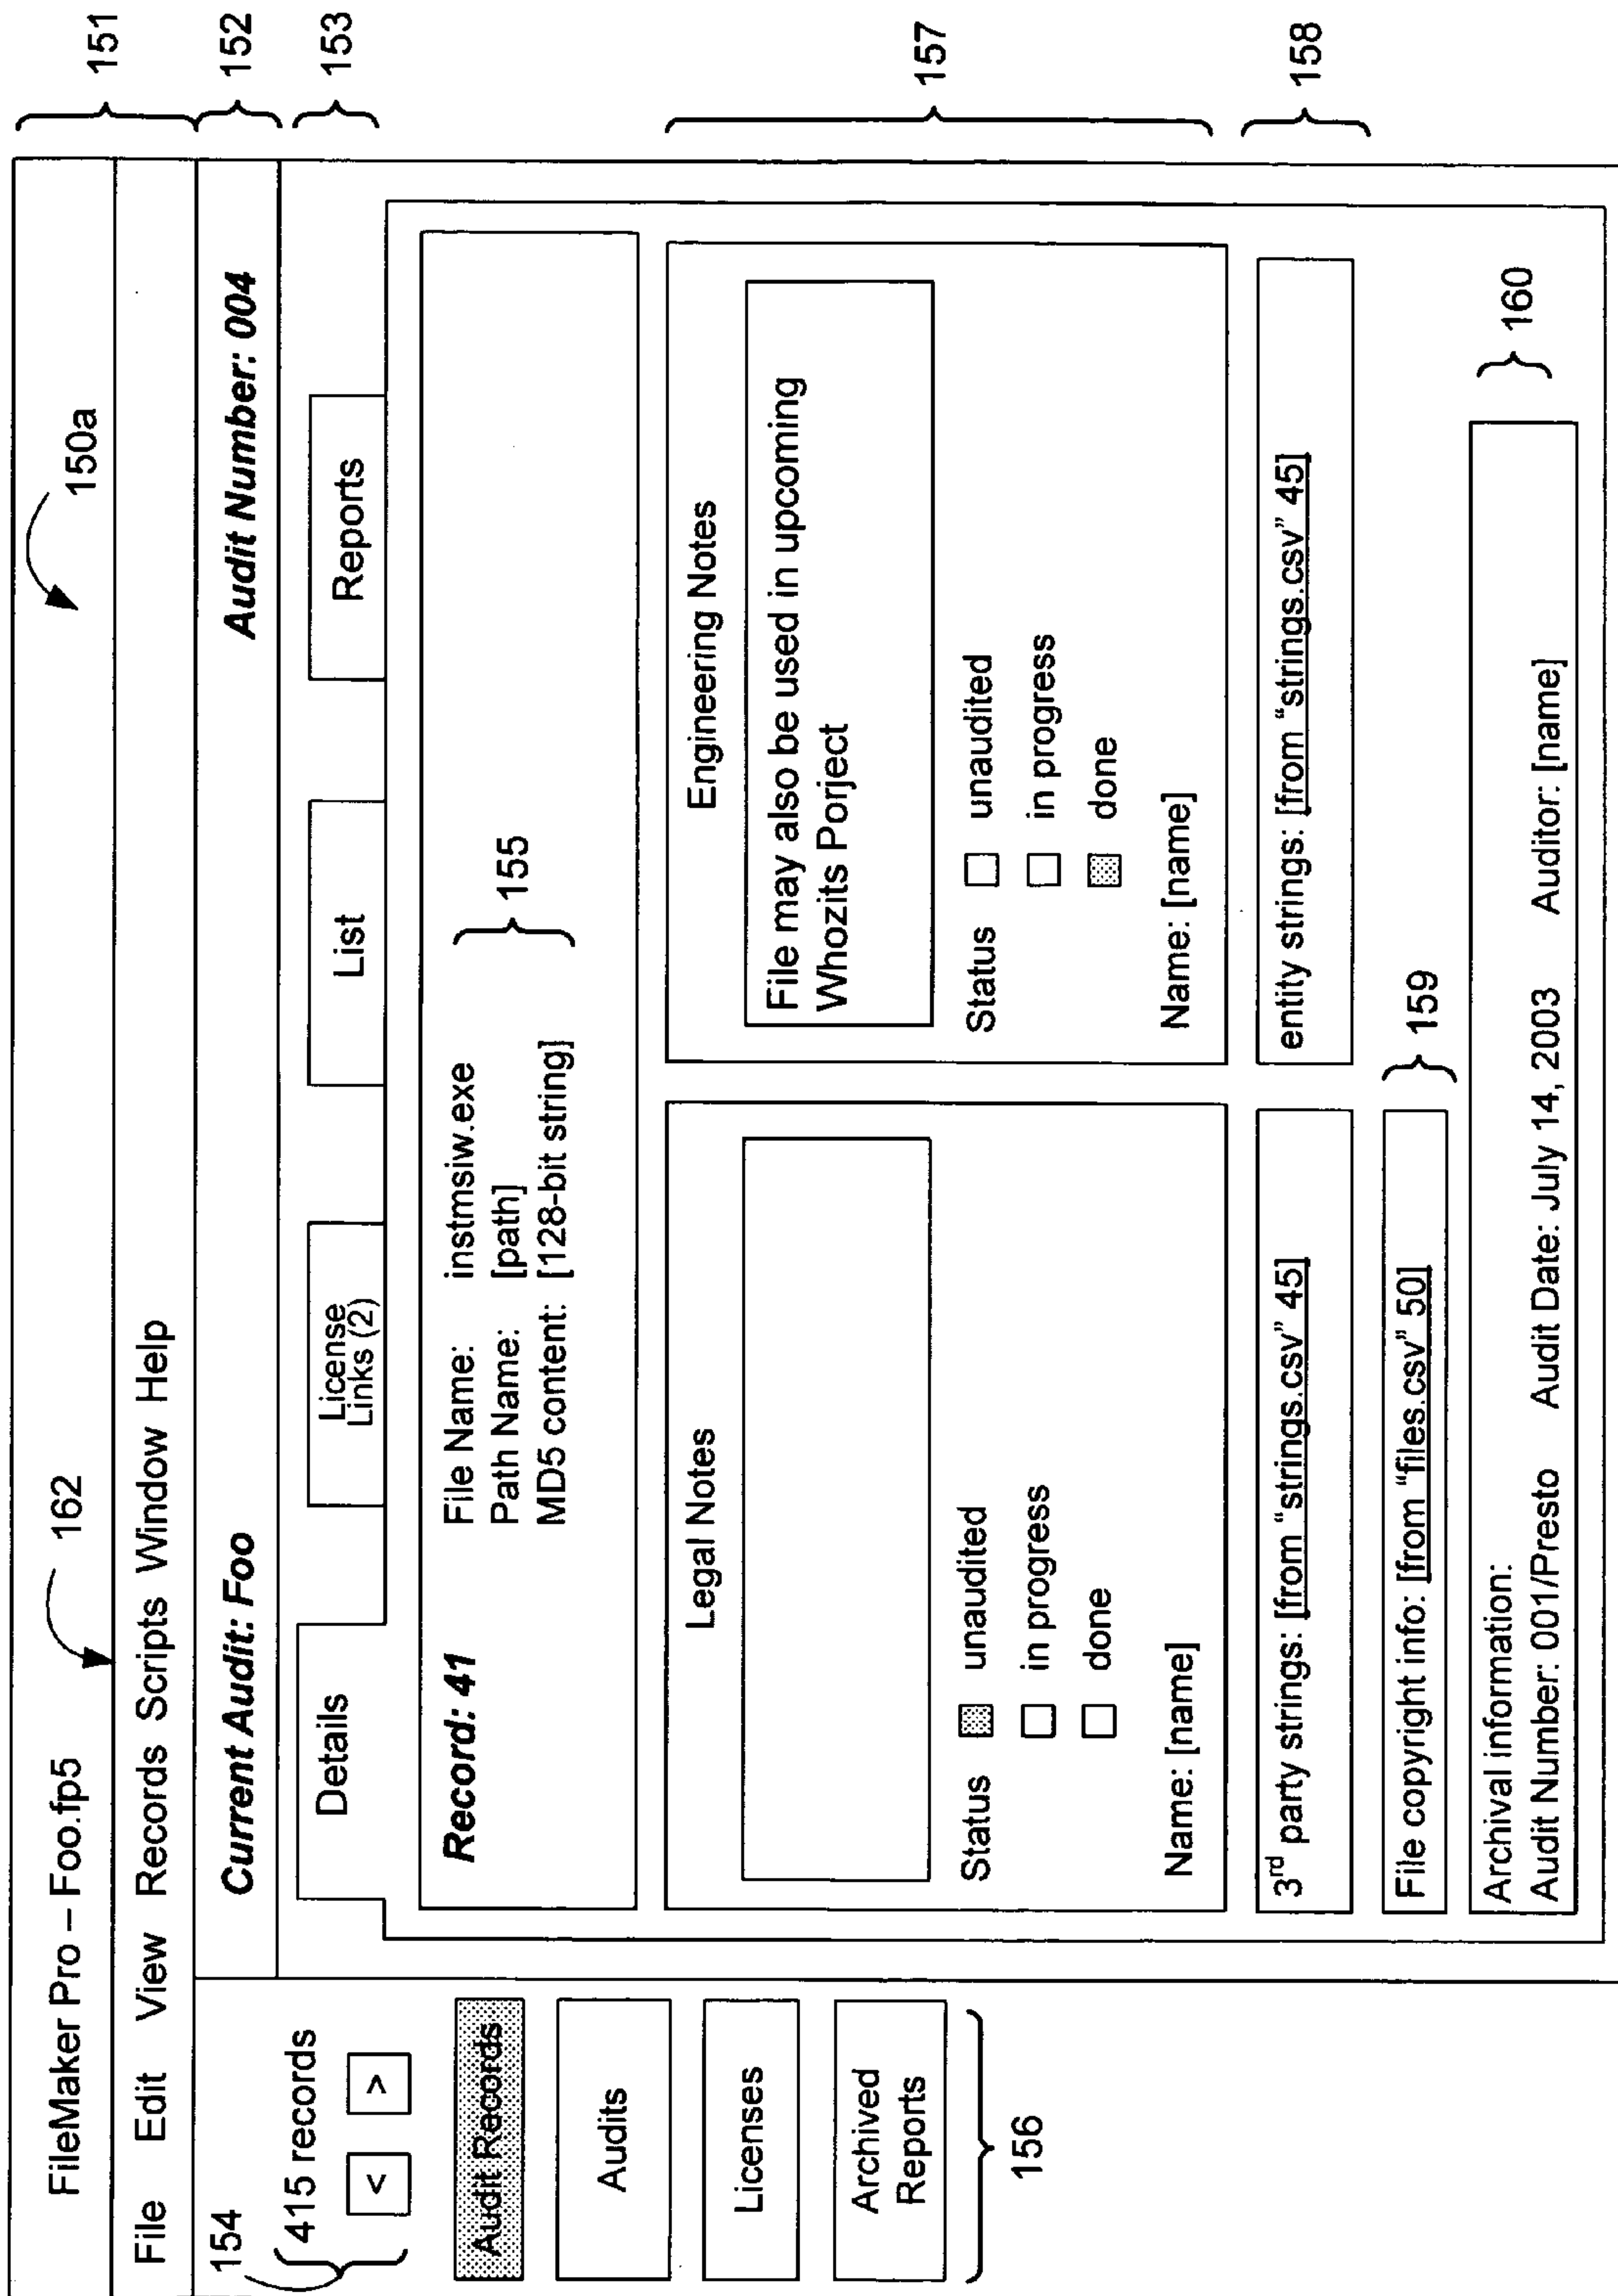 150a
162
151
152
153
FileMaker Pro – Foo.fp5
File Edit View Records Scripts Window Help
154
415 records
< >
Audit Records
Audits
Licenses
Archived
Reports
156
Current Audit: Foo Audit Number: 004
Details
License
Links (2)
List
Reports
Record: 41
File Name: instmsiw.exe
Path Name: [path]
MD5 content: [128-bit string]
155
Legal Notes
Status unaudited
in progress
done
Name: [name]
Engineering Notes
File may also be used in upcoming
Whozits Porject
Status unaudited
in progress
done
Name: [name]
157
3rd party strings: [from “strings.csv” 45]
entity strings: [from “strings.csv” 45]
158
File copyright info: [from “files.csv” 50]
159
Archival information:
Audit Number: 001/Presto Audit Date: July 14, 2003 Auditor: [name]
160